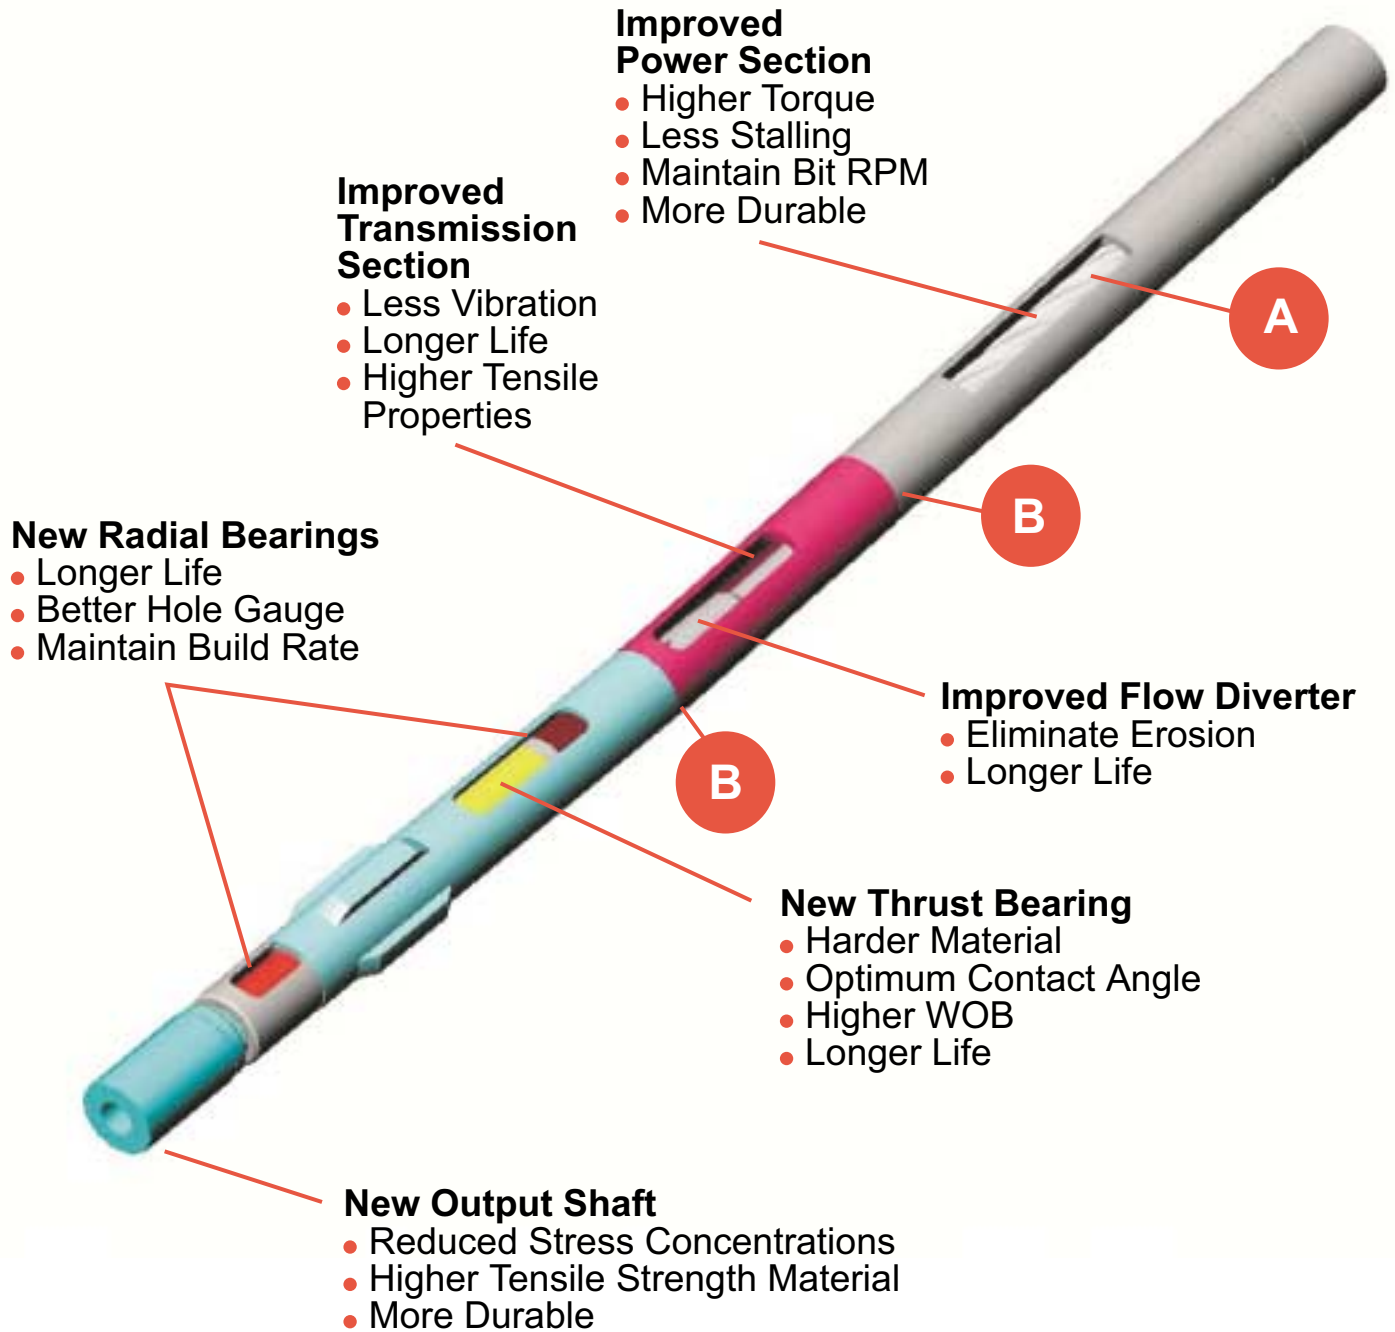 Improved
Power Section
• Higher Torque
• Less Stalling
• Maintain Bit RPM
• More Durable
Improved
Transmission
Section
• Less Vibration
• Longer Life
• Higher Tensile
Properties
A
B
New Radial Bearings
• Longer Life
• Better Hole Gauge
• Maintain Build Rate
Improved Flow Diverter
• Eliminate Erosion
• Longer Life
B
New Thrust Bearing
• Harder Material
• Optimum Contact Angle
• Higher WOB
• Longer Life
New Output Shaft
• Reduced Stress Concentrations
• Higher Tensile Strength Material
• More Durable